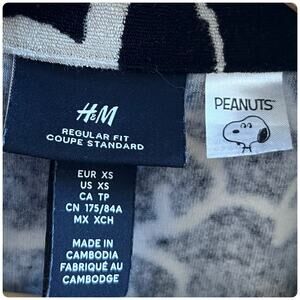 H&M
REGULAR FIT
COUPE STANDARD
PEANUTS™
EUR XS
US XS
CA TP
CN 175/84A
MX XCH
MADE IN
CAMBODIA
FABRIQUÉ AU
CAMBODGE